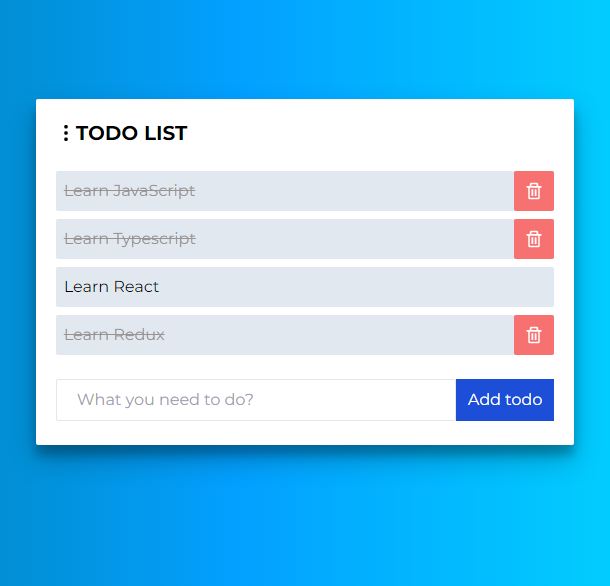 TODO LIST
Learn JavaScript
Learn Typescript
Learn React
Learn Redux
What you need to do?
Add todo